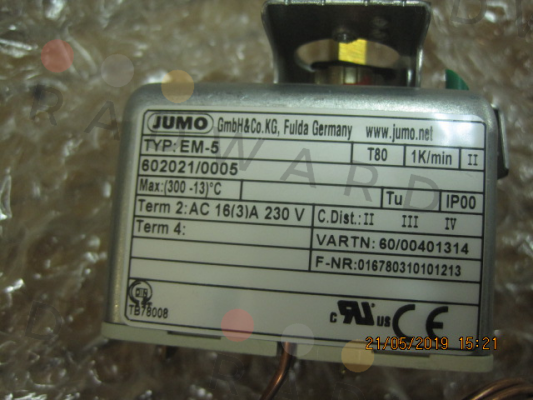 JUMO GmbH&Co.KG, Fulda Germany www.jumo.net
TYP: EM-5 T80 1K/min II
602021/0005
Max:(300 -13)°C Tu IP00
Term 2: AC 16(3)A 230 V C.Dist.: II III IV
Term 4: VARTN: 60/00401314
F-NR:016780310101213
TB78008
c RU us CE
21/05/2019 15:21